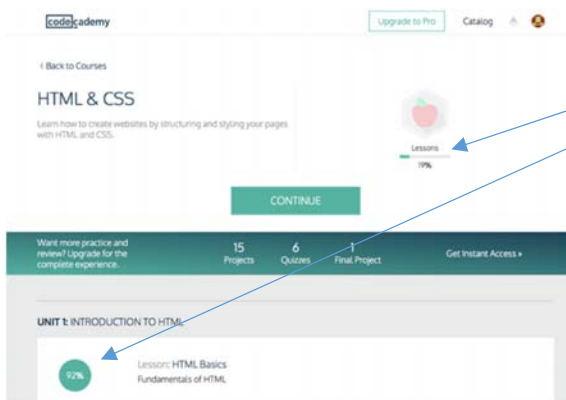 codecademy
Upgrade to Pro
Catalog
Back to Courses
HTML & CSS
Learn how to create websites by structuring and styling your pages
with HTML and CSS.
Lessons
19%
CONTINUE
Want more practice and
review? Upgrade for the
complete experience.
15
Projects
6
Quizzes
1
Final Project
Get Instant Access »
UNIT 1: INTRODUCTION TO HTML
92%
Lesson: HTML Basics
Fundamentals of HTML